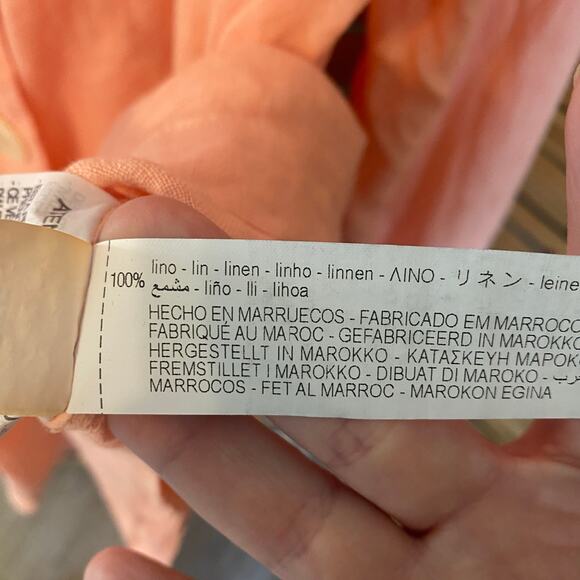 100% lino - lin - linen - linho - linnen - ΛINO - リネン - leine
مشمع - liño - lli - lihoa
HECHO EN MARRUECOS - FABRICADO EM MARROCO
FABRIQUÉ AU MAROC - GEFABRICEERD IN MAROKKO
HERGESTELLT IN MAROKKO - ΚΑΤΑΣΚΕΥΗ ΜΑΡΟΚ
FREMSTILLET I MAROKKO - DIBUAT DI MAROKO -
MARROCOS - FET AL MARROC - MAROKON EGINA